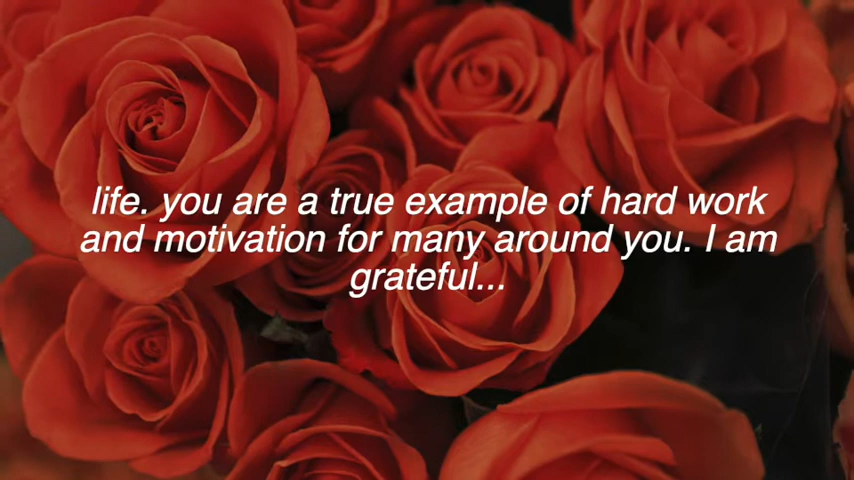 life. you are a true example of hard work
and motivation for many around you. I am
grateful...